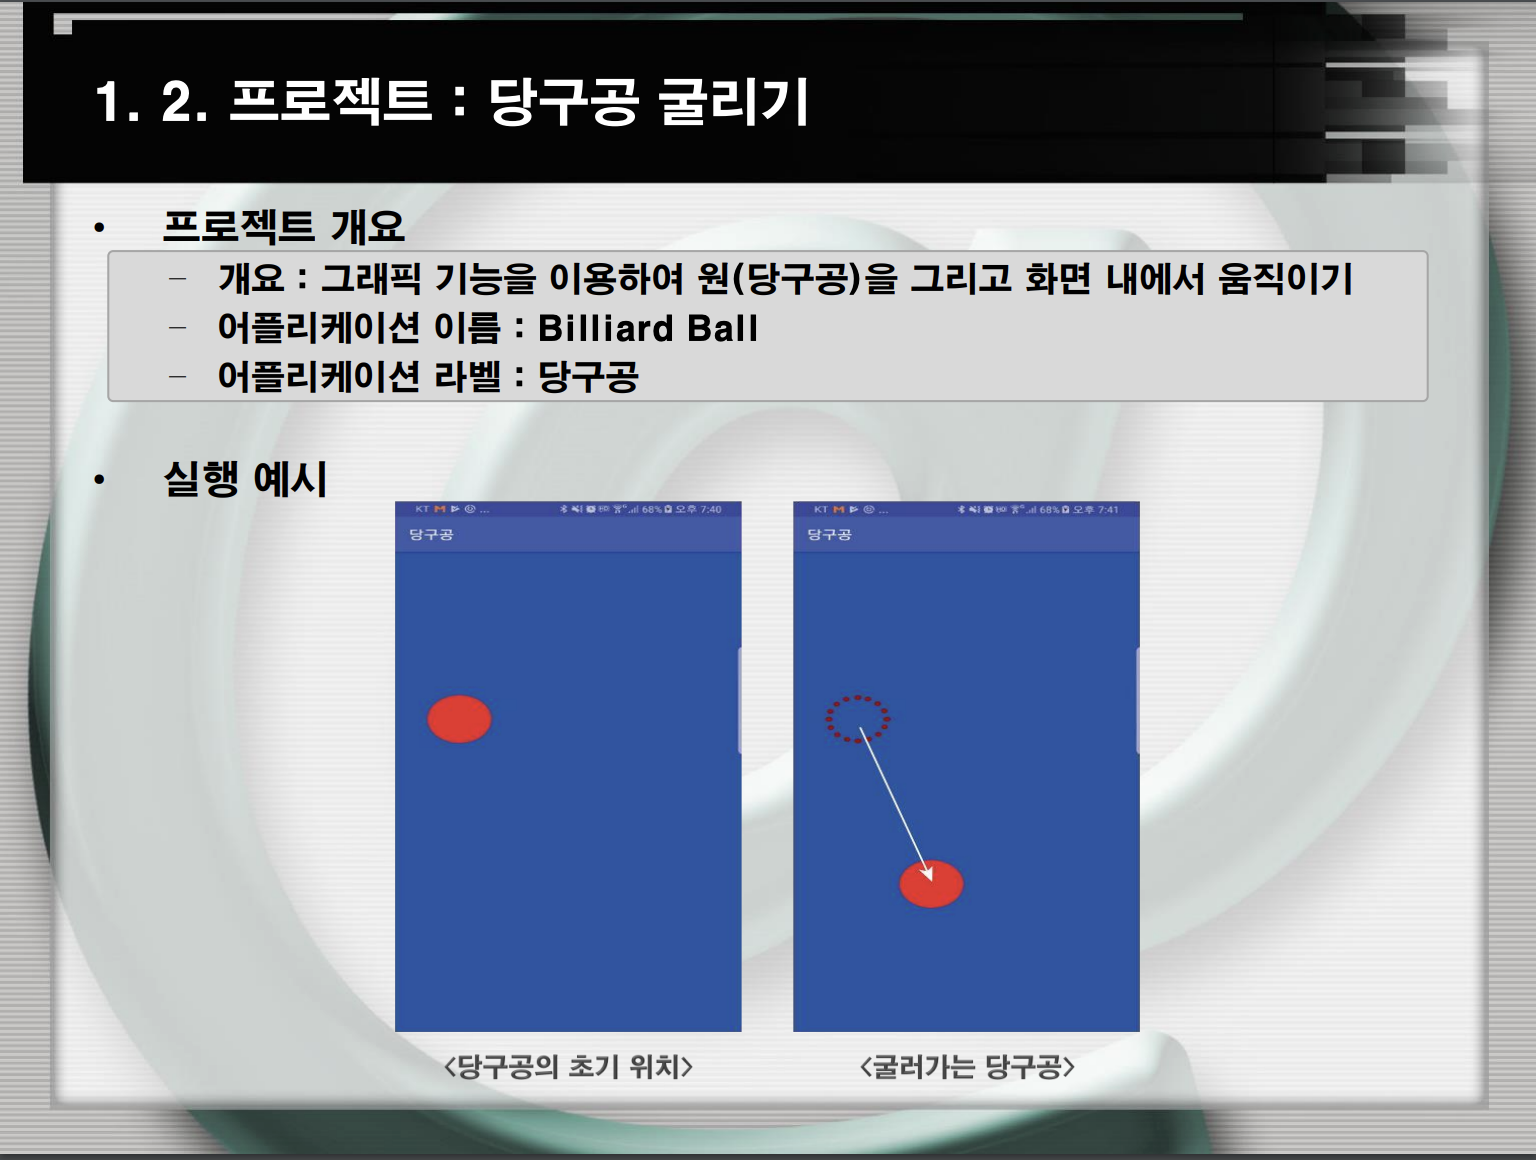 1. 2. 프로젝트 : 당구공 굴리기
• 프로젝트 개요
– 개요 : 그래픽 기능을 이용하여 원(당구공)을 그리고 화면 내에서 움직이기
– 어플리케이션 이름 : Billiard Ball
– 어플리케이션 라벨 : 당구공
• 실행 예시
KT ... 68% 오후 7:40
당구공
KT ... 68% 오후 7:41
당구공
<당구공의 초기 위치>
<굴러가는 당구공>